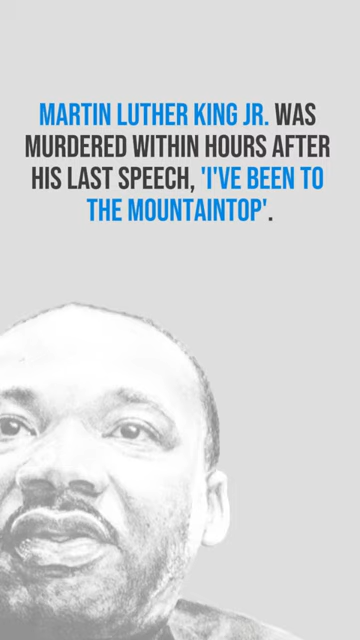 MARTIN LUTHER KING JR. WAS
MURDERED WITHIN HOURS AFTER
HIS LAST SPEECH, 'I'VE BEEN TO
THE MOUNTAINTOP'.